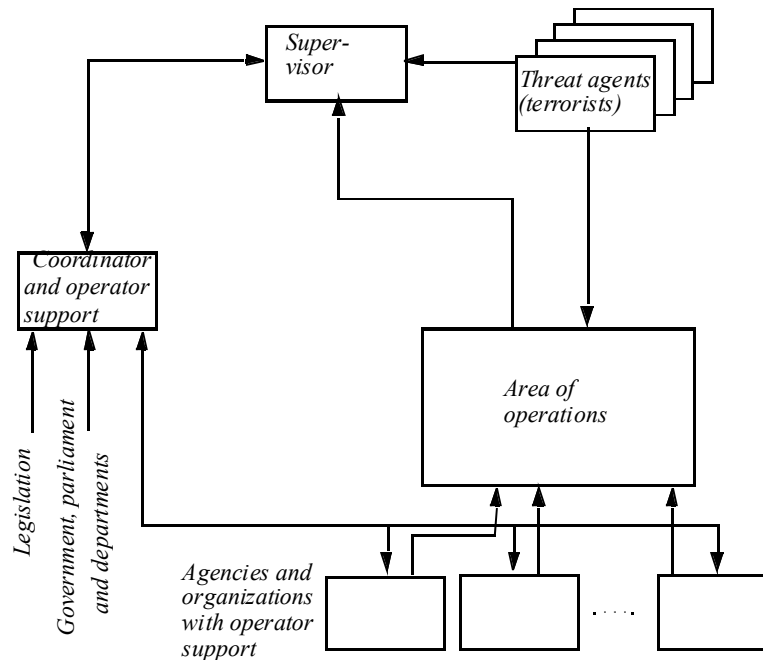 Super-
visor
Threat agents
(terrorists)
Coordinator
and operator
support
Area of
operations
Legislation
Government, parliament
and departments
Agencies and
organizations
with operator
support